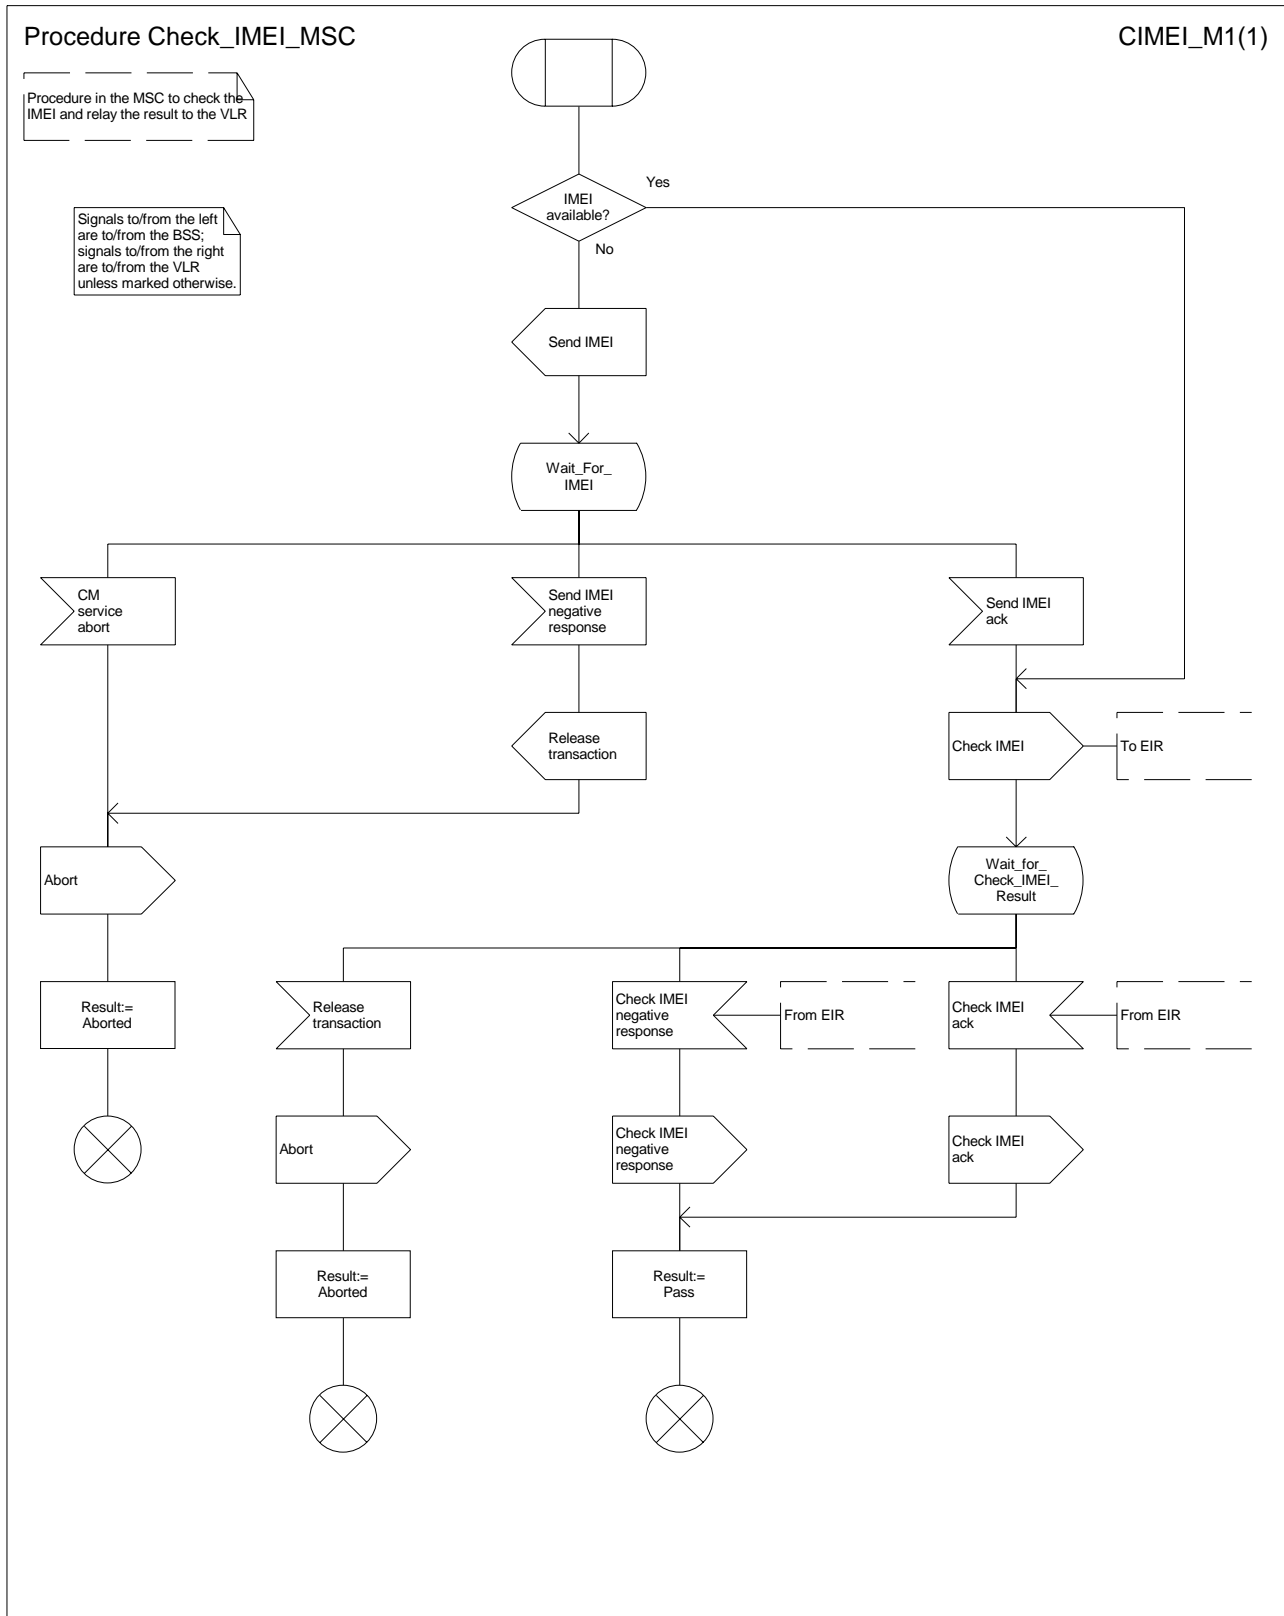 Procedure Check_IMEI_MSC
CIMEI_M1(1)
Procedure in the MSC to check the
IMEI and relay the result to the VLR
Signals to/from the left
are to/from the BSS;
signals to/from the right
are to/from the VLR
unless marked otherwise.
IMEI
available?
Yes
No
Send IMEI
Wait_For_
IMEI
CM
service
abort
Send IMEI
negative
response
Send IMEI
ack
Release
transaction
Check IMEI
To EIR
Abort
Wait_for_
Check_IMEI_
Result
Result:=
Aborted
Release
transaction
Check IMEI
negative
response
From EIR
Check IMEI
ack
From EIR
Abort
Check IMEI
negative
response
Check IMEI
ack
Result:=
Aborted
Result:=
Pass